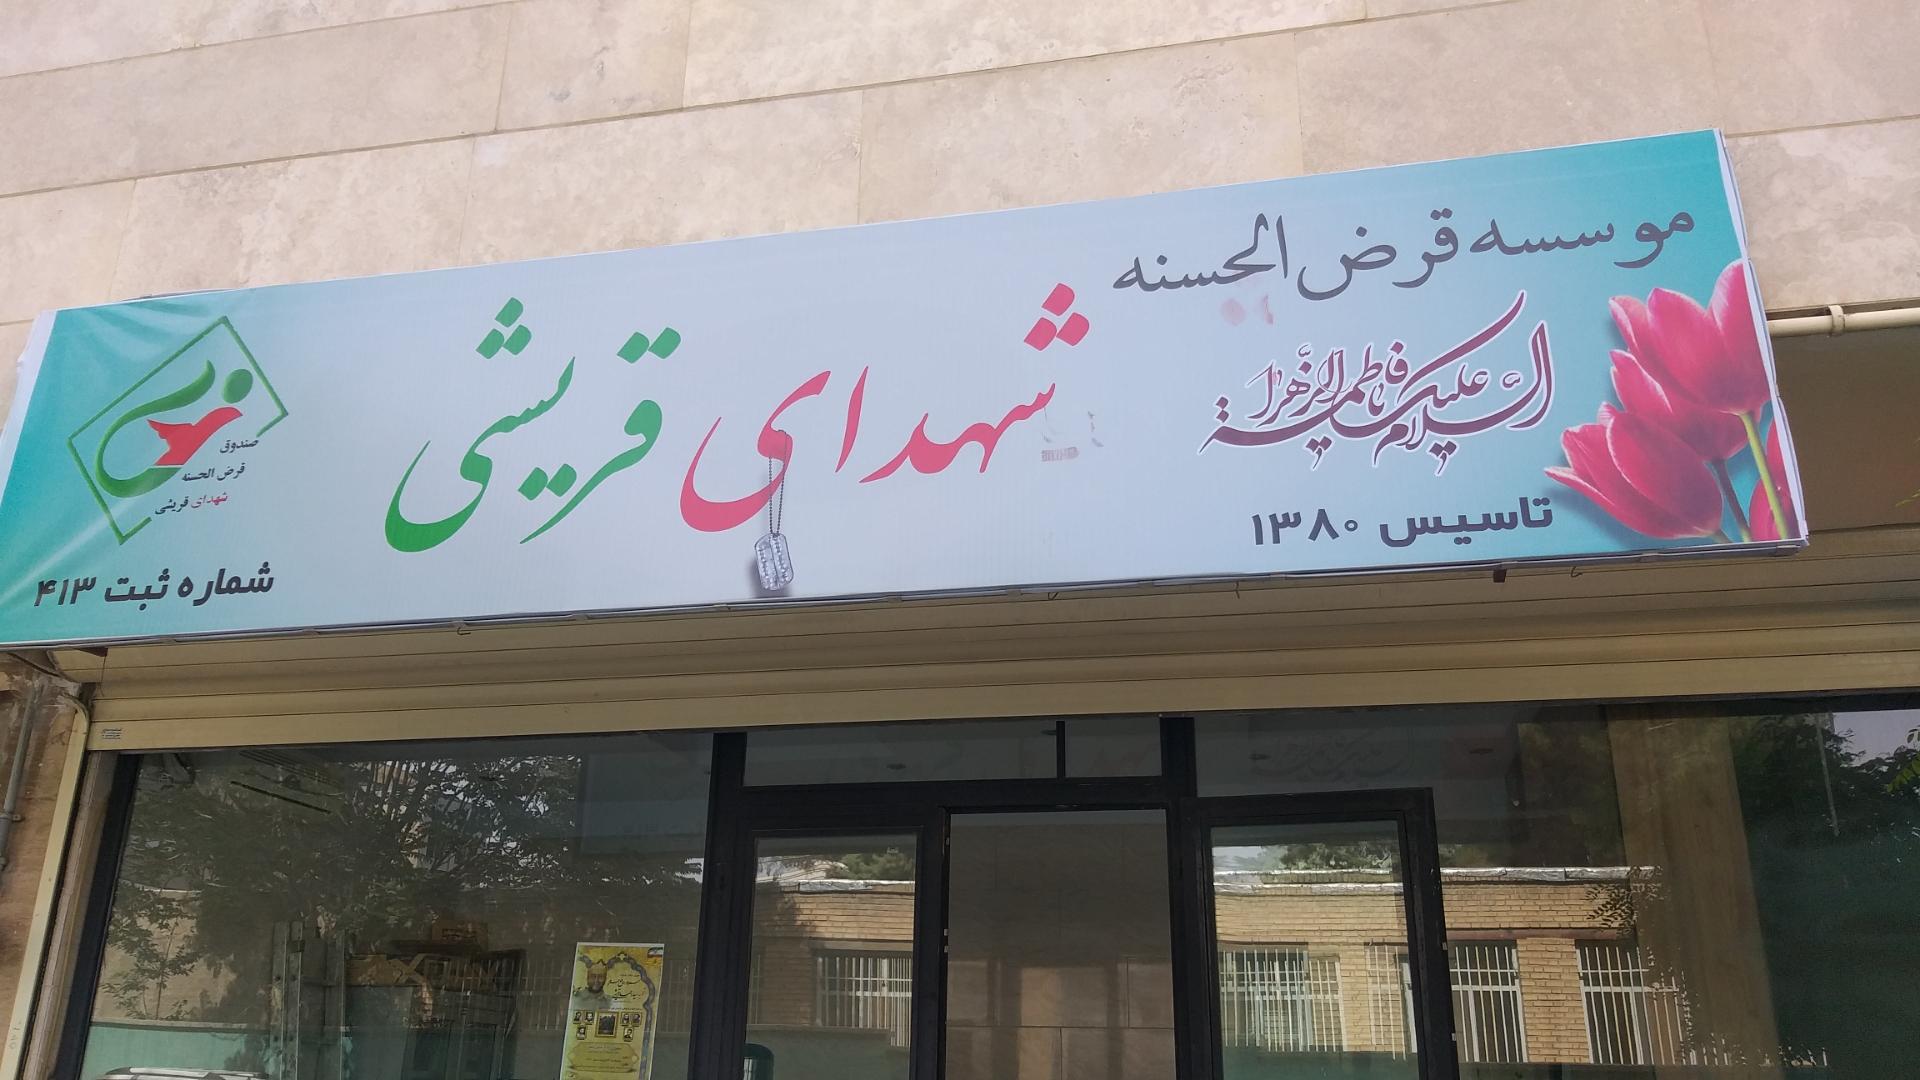 موسسه قرض الحسنه
السلام علیک یا فاطمة الزهرا
تاسیس ۱۳۸۰
شهدای قریشی
صندوق
قرض الحسنه
شهدای قریشی
شماره ثبت ۴۱۳